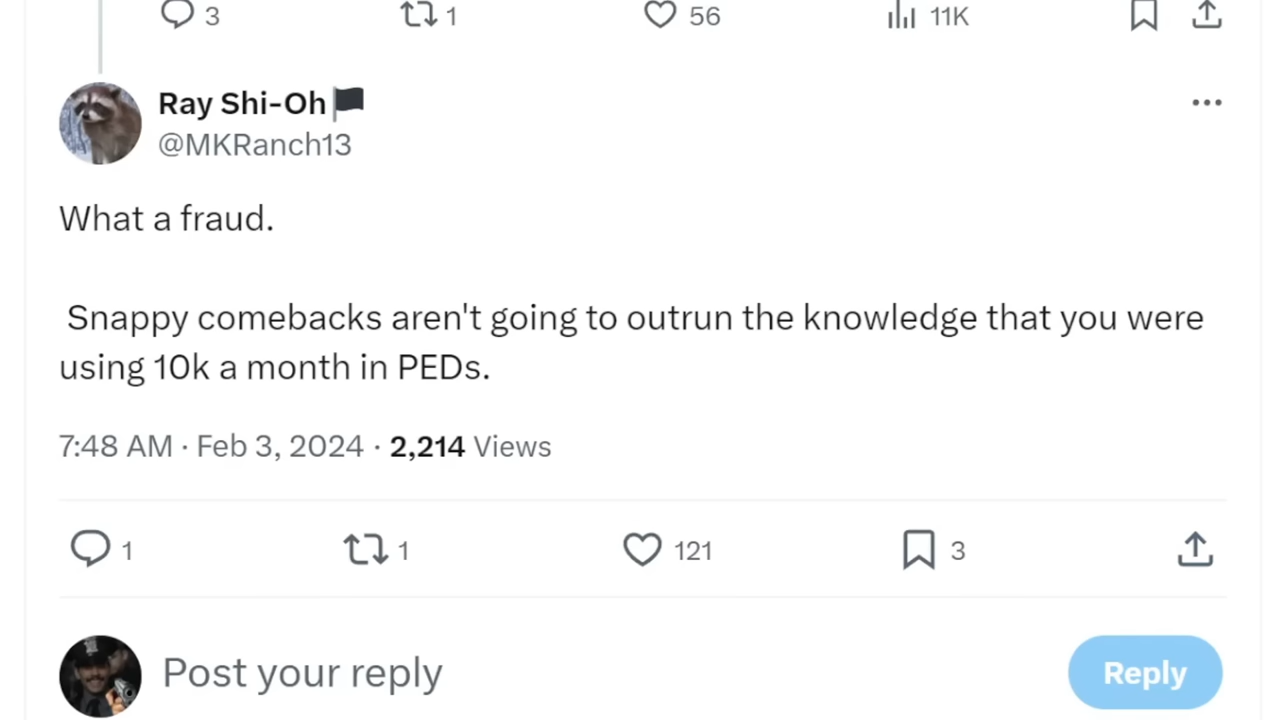 3 1 56 11K
Ray Shi-Oh
@MKRanch13
What a fraud.
Snappy comebacks aren't going to outrun the knowledge that you were
using 10k a month in PEDs.
7:48 AM · Feb 3, 2024 · 2,214 Views
1 1 121 3
Post your reply Reply